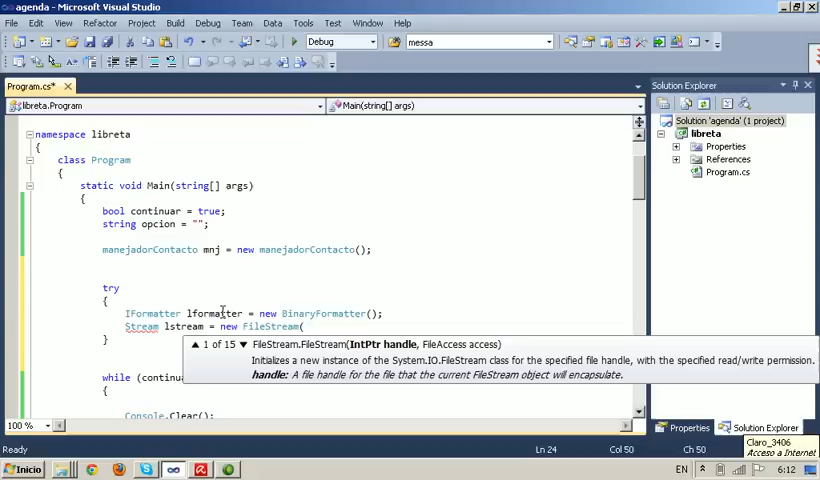 agenda - Microsoft Visual Studio
File Edit View Refactor Project Build Debug Team Data Tools Test Window Help
Debug messa
Program.cs* Solution Explorer
libreta.Program Main(string[] args)
Solution 'agenda' (1 project)
libreta
Properties
References
Program.cs
namespace libreta
{
class Program
{
static void Main(string[] args)
{
bool continuar = true;
string opcion = "";
manejadorContacto mnj = new manejadorContacto();
try
{
IFormatter lformatter = new BinaryFormatter();
Stream lstream = new FileStream(
}
1 of 15 FileStream.FileStream(IntPtr handle, FileAccess access)
Initializes a new instance of the System.IO.FileStream class for the specified file handle, with the specified read/write permission.
handle: A file handle for the file that the current FileStream object will encapsulate.
while (continua
{
Console.Clear();
100 %
Properties Solution Explorer
Claro_3406
Acceso a Internet
Ready Ln 24 Col 50 Ch 50
Inicio EN 6:12